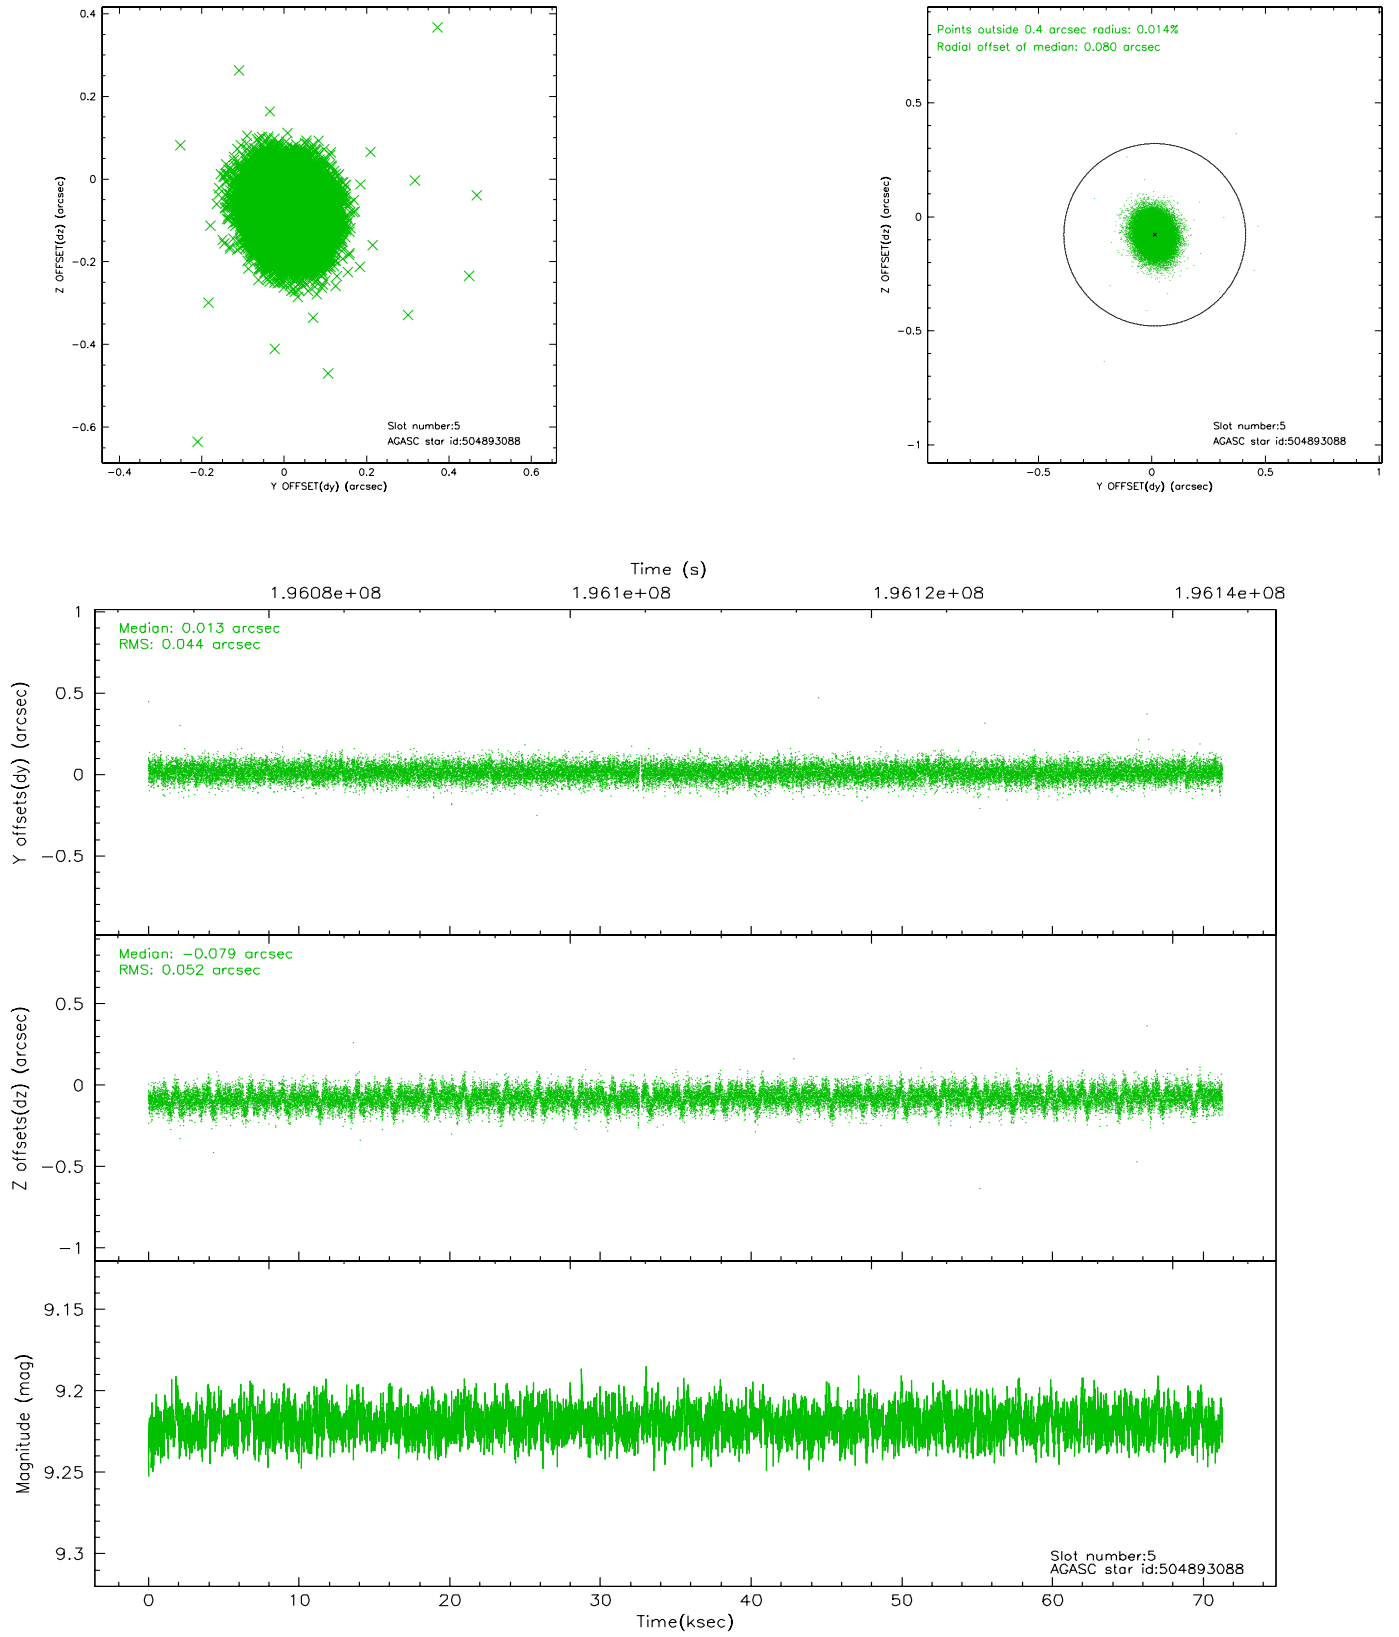 0.4
0.2
0
−0.2
−0.4
−0.6
Z OFFSET(dz) (arcsec)
Slot number:5
AGASC star id:504893088
−0.4 −0.2 0 0.2 0.4 0.6
Y OFFSET(dy) (arcsec)
Points outside 0.4 arcsec radius: 0.014%
Radial offset of median: 0.080 arcsec
0.5
0
−0.5
−1
Z OFFSET(dz) (arcsec)
Slot number:5
AGASC star id:504893088
−0.5 0 0.5 1
Y OFFSET(dy) (arcsec)
Time (s)
1.9608e+08 1.961e+08 1.9612e+08 1.9614e+08
Median: 0.013 arcsec
RMS: 0.044 arcsec
1
0.5
0
−0.5
Y offsets(dy) (arcsec)
Median: −0.079 arcsec
RMS: 0.052 arcsec
0.5
0
−0.5
−1
Z offsets(dz) (arcsec)
9.15
9.2
9.25
9.3
Magnitude (mag)
Slot number:5
AGASC star id:504893088
0 10 20 30 40 50 60 70
Time(ksec)